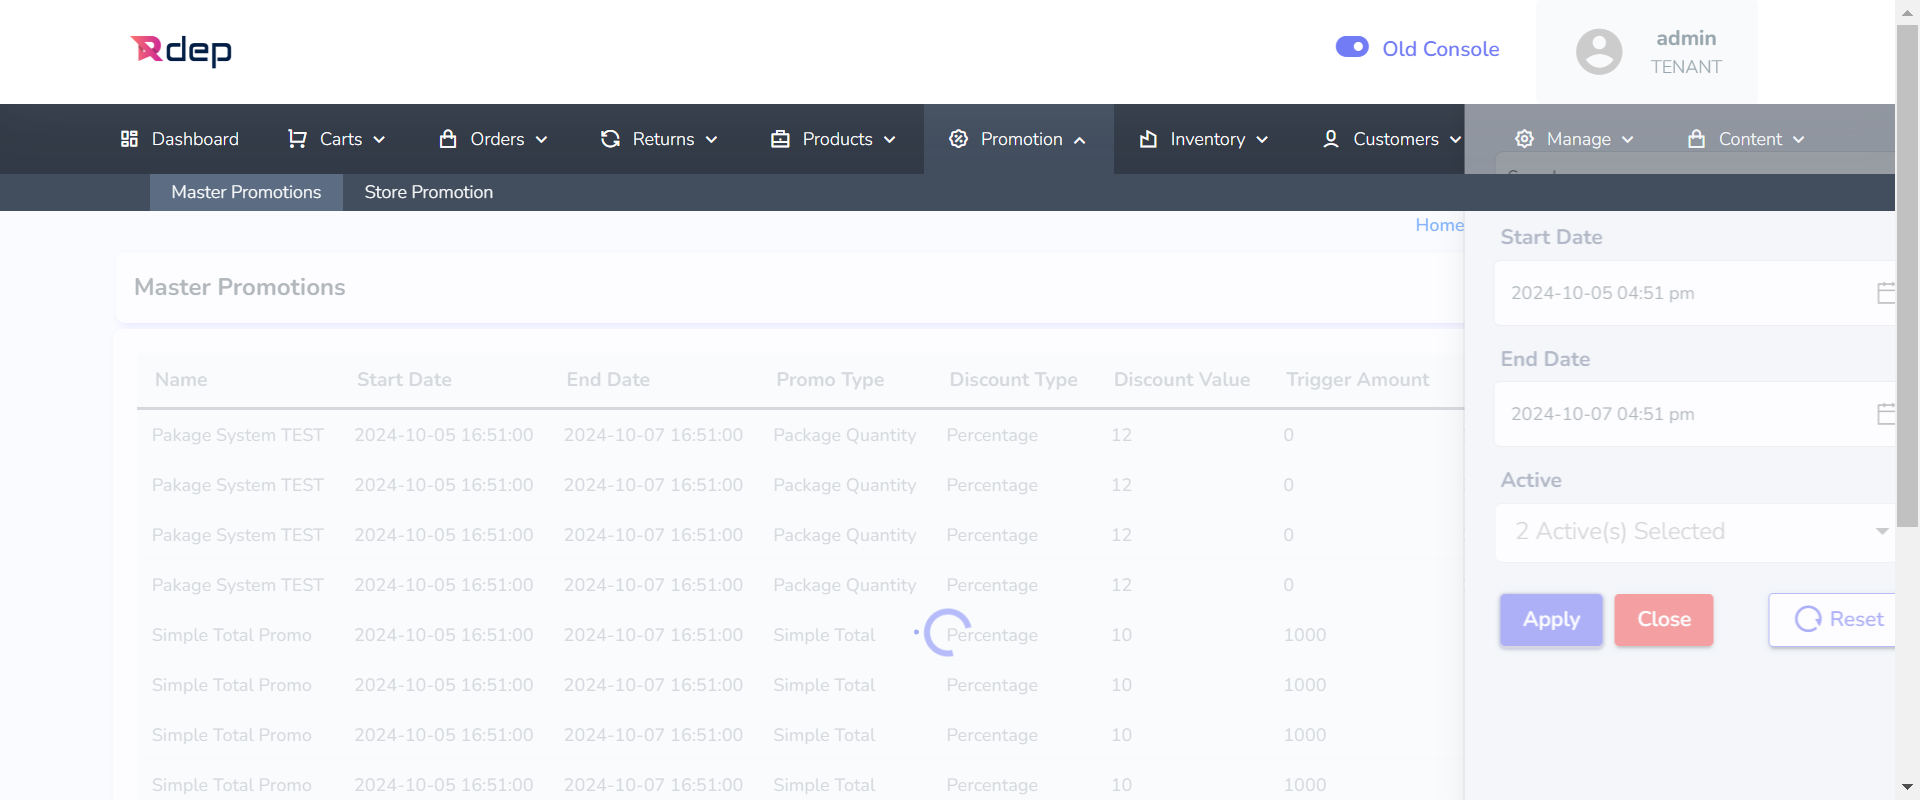 Rdep
Old Console
admin
TENANT
Dashboard Carts Orders Returns Products Promotion Inventory Customers Manage Content
Master Promotions Store Promotion
Home
Start Date
2024-10-05 04:51 pm
End Date
2024-10-07 04:51 pm
Active
2 Active(s) Selected
Apply Close Reset
Master Promotions
Name Start Date End Date Promo Type Discount Type Discount Value Trigger Amount
Pakage System TEST 2024-10-05 16:51:00 2024-10-07 16:51:00 Package Quantity Percentage 12 0
Pakage System TEST 2024-10-05 16:51:00 2024-10-07 16:51:00 Package Quantity Percentage 12 0
Pakage System TEST 2024-10-05 16:51:00 2024-10-07 16:51:00 Package Quantity Percentage 12 0
Pakage System TEST 2024-10-05 16:51:00 2024-10-07 16:51:00 Package Quantity Percentage 12 0
Simple Total Promo 2024-10-05 16:51:00 2024-10-07 16:51:00 Simple Total Percentage 10 1000
Simple Total Promo 2024-10-05 16:51:00 2024-10-07 16:51:00 Simple Total Percentage 10 1000
Simple Total Promo 2024-10-05 16:51:00 2024-10-07 16:51:00 Simple Total Percentage 10 1000
Simple Total Promo 2024-10-05 16:51:00 2024-10-07 16:51:00 Simple Total Percentage 10 1000